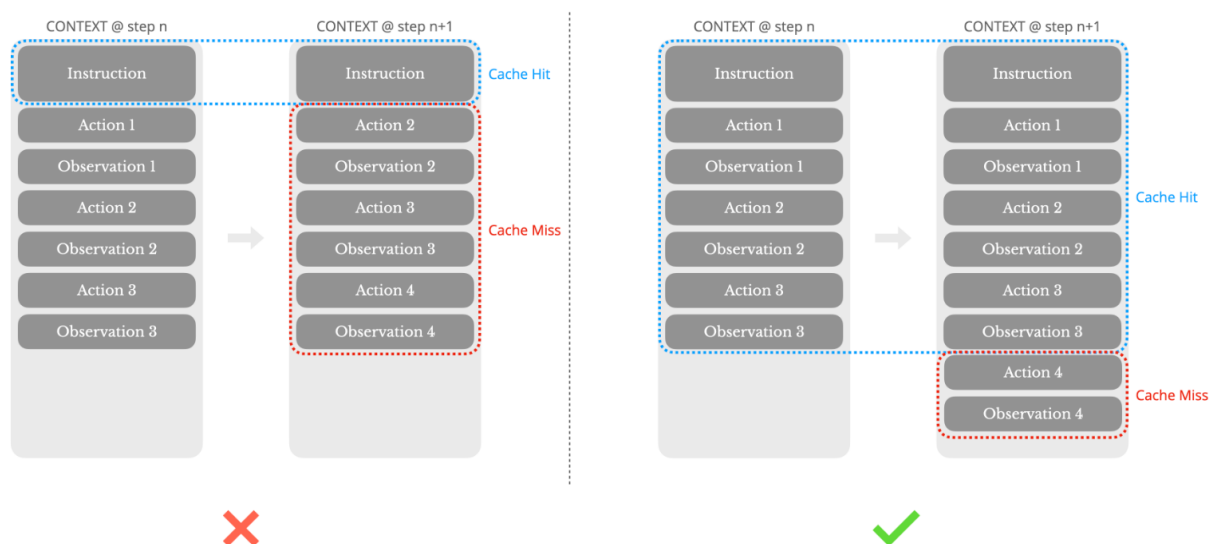 CONTEXT @ step n
CONTEXT @ step n+1
Instruction
Instruction
Cache Hit
Action 1
Action 2
Observation 1
Observation 2
Action 2
Action 3
Observation 2
Observation 3
Cache Miss
Action 3
Action 4
Observation 3
Observation 4
CONTEXT @ step n
CONTEXT @ step n+1
Instruction
Instruction
Action 1
Action 1
Observation 1
Observation 1
Action 2
Action 2
Cache Hit
Observation 2
Observation 2
Action 3
Action 3
Observation 3
Observation 3
Action 4
Cache Miss
Observation 4